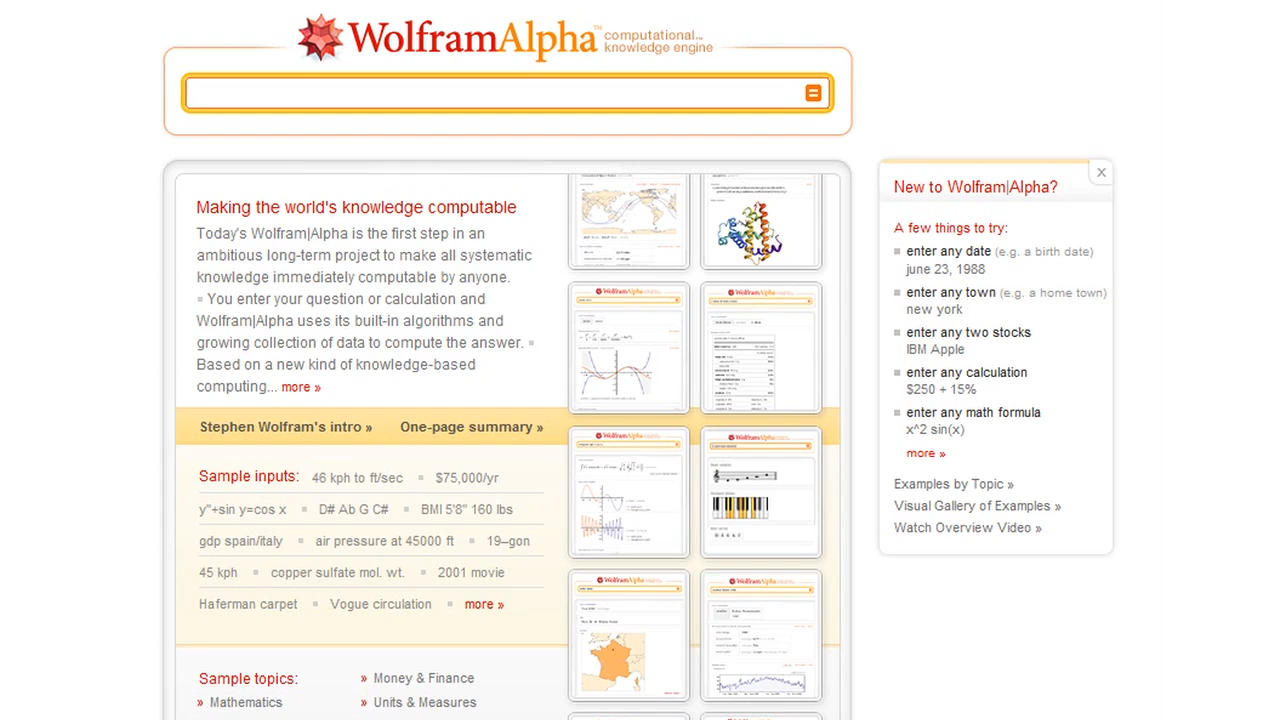 WolframAlpha™ computational...
knowledge engine
Making the world's knowledge computable
Today's Wolfram|Alpha is the first step in an
ambitious long-term project to make all systematic
knowledge immediately computable by anyone.
▪ You enter your question or calculation and
Wolfram|Alpha uses its built-in algorithms and
growing collection of data to compute the answer. ▪
Based on a new kind of knowledge-based
computing... more »
Stephen Wolfram's intro » One-page summary »
Sample inputs: 46 kph to ft/sec ▪ $75,000/yr
y"+sin y=cos x ▪ D# Ab G C# ▪ BMI 5'8" 160 lbs
gdp spain/italy ▪ air pressure at 45000 ft ▪ 19–gon
45 kph ▪ copper sulfate mol. wt. ▪ 2001 movie
Haferman carpet ▪ Vogue circulation ▪ more »
Sample topics: » Money & Finance
» Mathematics » Units & Measures
WolframAlpha
WolframAlpha
WolframAlpha
WolframAlpha
WolframAlpha
WolframAlpha
New to Wolfram|Alpha?
A few things to try:
▪ enter any date (e.g. a birth date)
june 23, 1988
▪ enter any town (e.g. a home town)
new york
▪ enter any two stocks
IBM Apple
▪ enter any calculation
$250 + 15%
▪ enter any math formula
x^2 sin(x)
more »
Examples by Topic »
Visual Gallery of Examples »
Watch Overview Video »